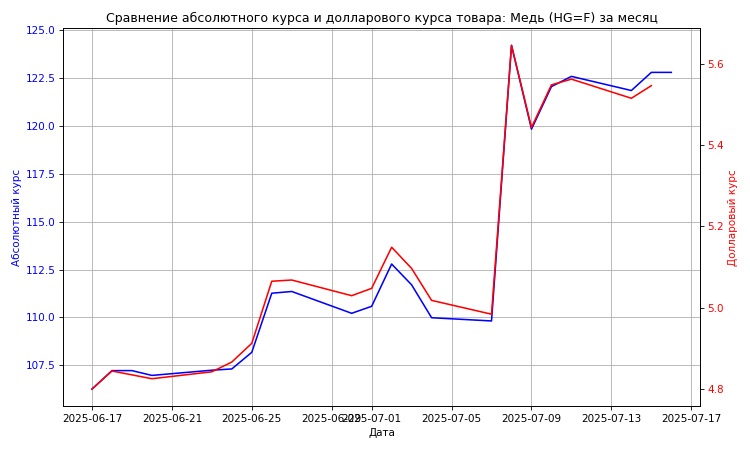 Сравнение абсолютного курса и долларового курса товара: Медь (HG=F) за месяц
125.0
122.5
120.0
117.5
115.0
112.5
110.0
107.5
Абсолютный курс
5.6
5.4
5.2
5.0
4.8
Долларовый курс
2025-06-17 2025-06-21 2025-06-25 2025-06-29 2025-07-01 2025-07-05 2025-07-09 2025-07-13 2025-07-17
Дата